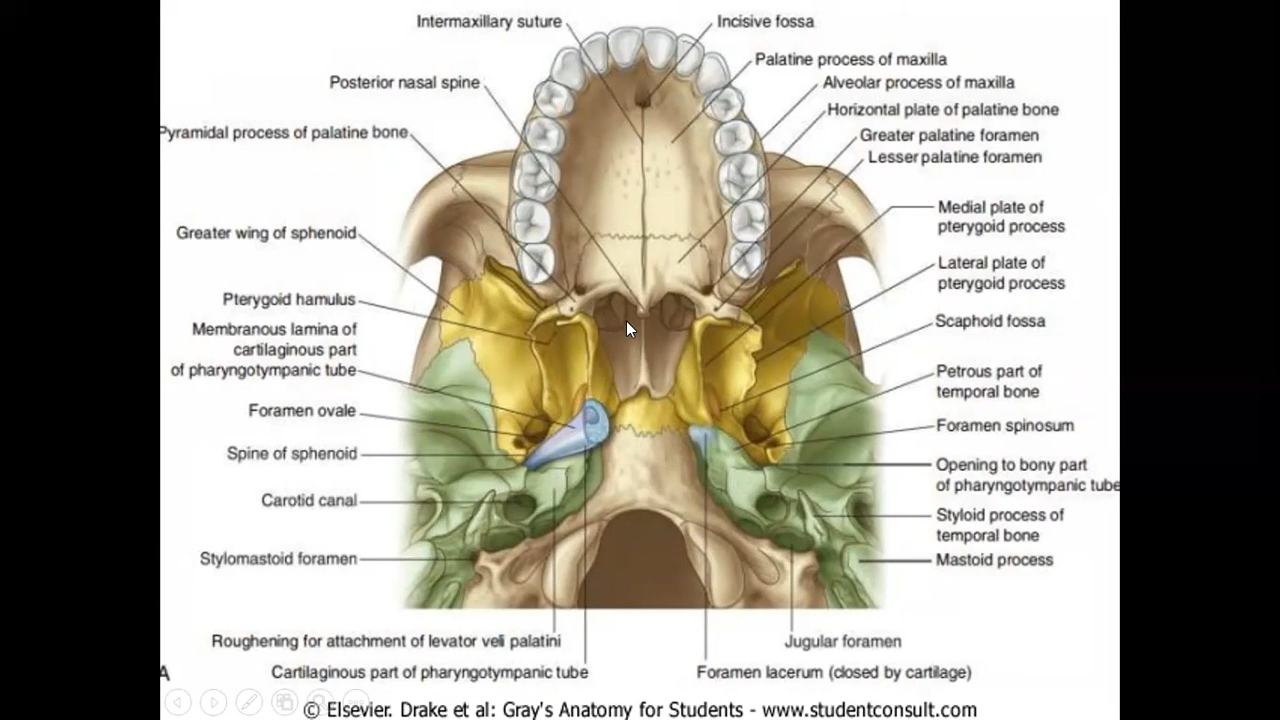 Intermaxillary suture
Incisive fossa
Palatine process of maxilla
Posterior nasal spine
Alveolar process of maxilla
Horizontal plate of palatine bone
Pyramidal process of palatine bone
Greater palatine foramen
Lesser palatine foramen
Medial plate of
pterygoid process
Greater wing of sphenoid
Lateral plate of
pterygoid process
Pterygoid hamulus
Scaphoid fossa
Membranous lamina of
cartilaginous part
of pharyngotympanic tube
Petrous part of
temporal bone
Foramen ovale
Foramen spinosum
Spine of sphenoid
Opening to bony part
of pharyngotympanic tube
Carotid canal
Styloid process of
temporal bone
Stylomastoid foramen
Mastoid process
Roughening for attachment of levator veli palatini
Jugular foramen
Cartilaginous part of pharyngotympanic tube
Foramen lacerum (closed by cartilage)
A
© Elsevier. Drake et al: Gray's Anatomy for Students - www.studentconsult.com